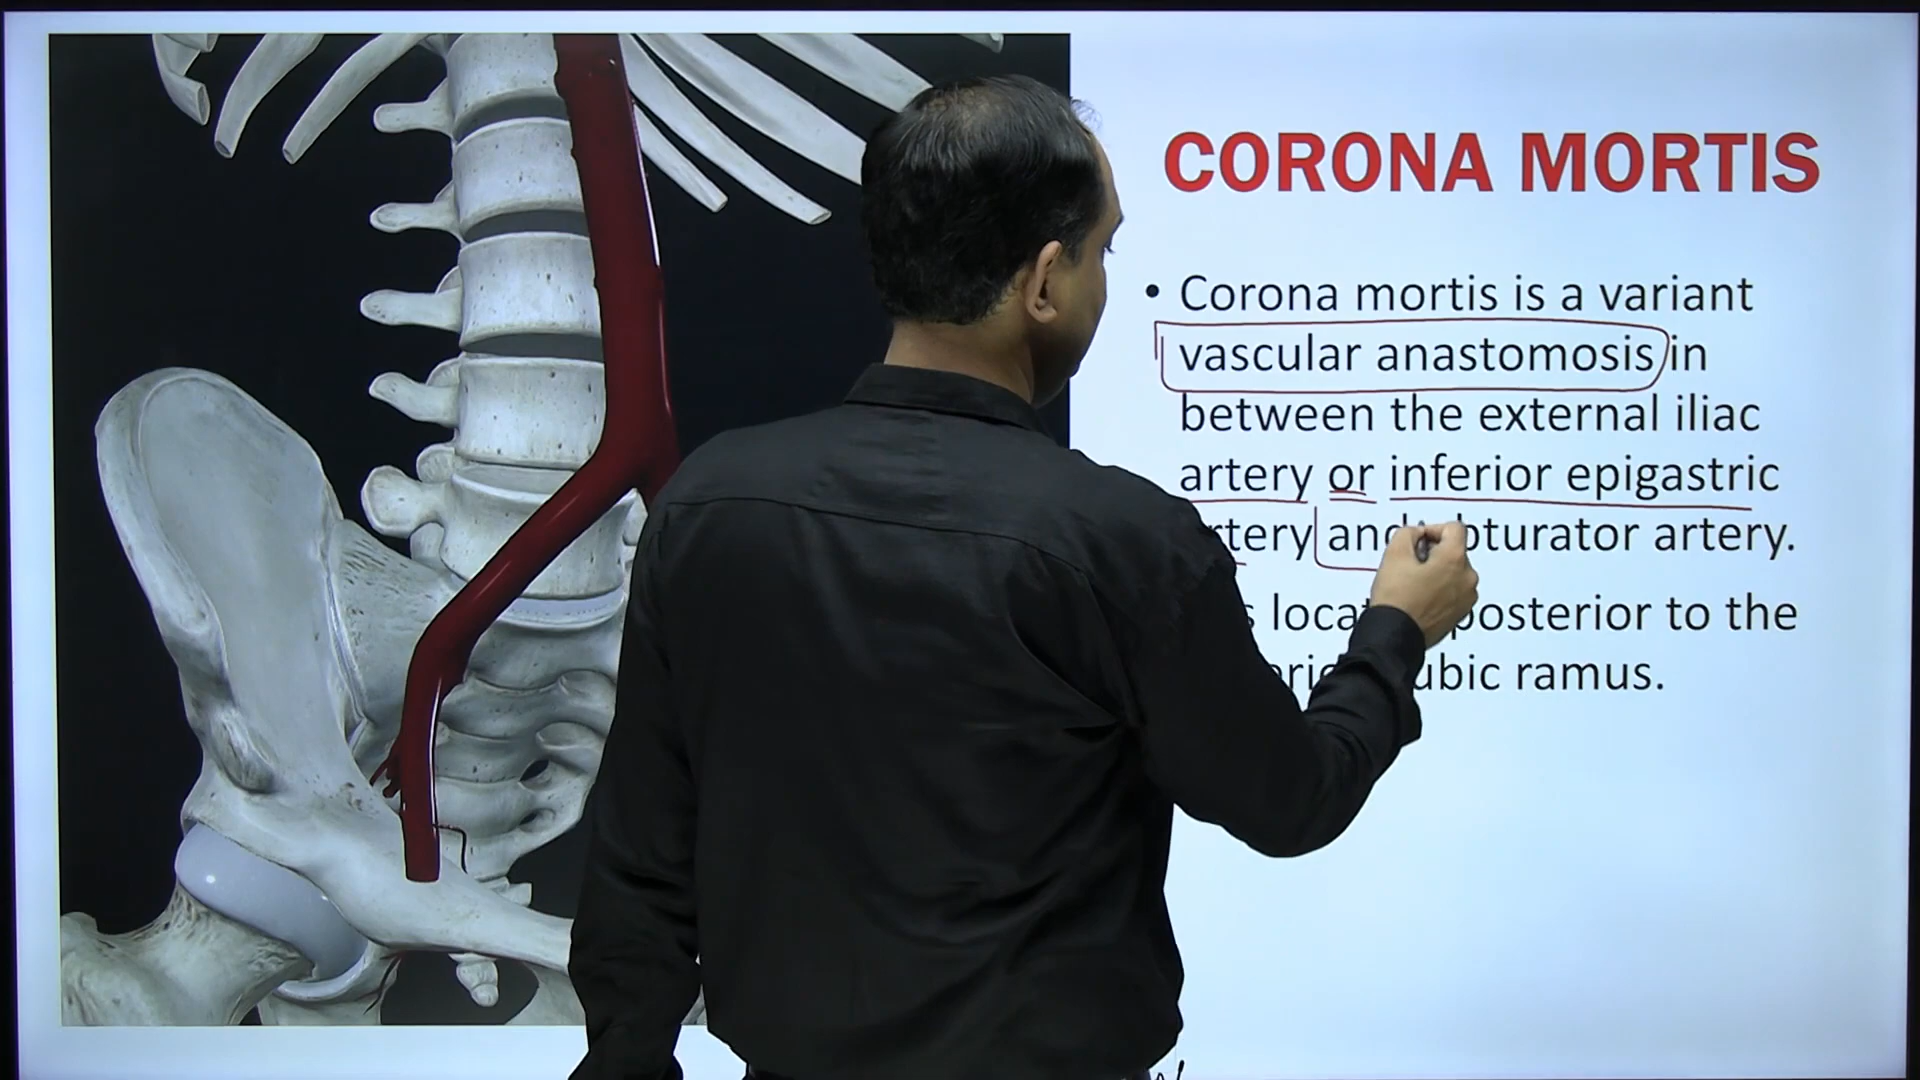 CORONA MORTIS
• Corona mortis is a variant
vascular anastomosis in
between the external iliac
artery or inferior epigastric
and artery.
posterior to the
ramus.